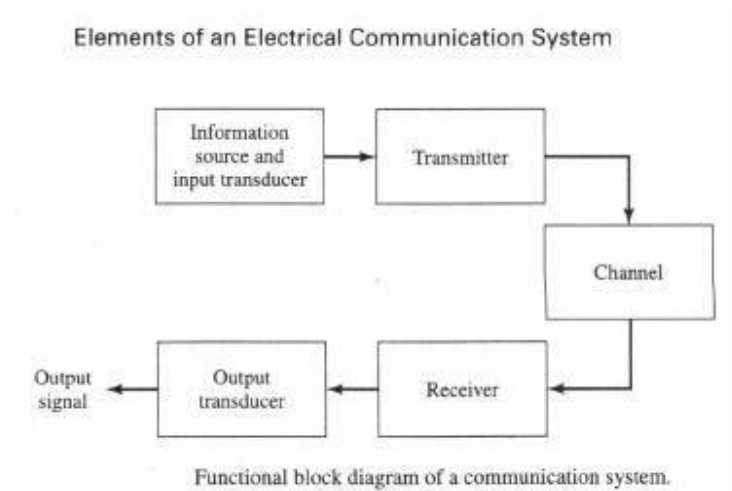 Elements of an Electrical Communication System
Information
source and
input transducer
Transmitter
Channel
Receiver
Output
transducer
Output
signal
Functional block diagram of a communication system.